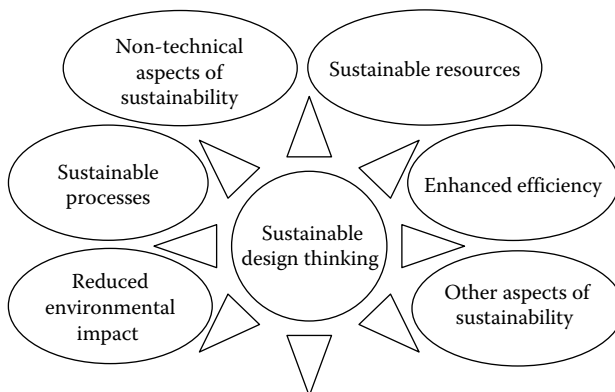 Non-technical
aspects of
sustainability
Sustainable resources
Sustainable
processes
Enhanced efficiency
Sustainable
design thinking
Reduced
environmental
impact
Other aspects of
sustainability